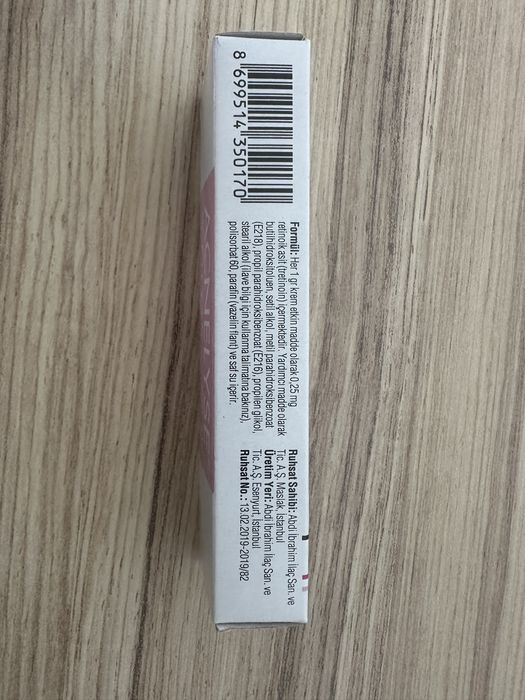 8 699514 350170
Formül: Her 1 gr krem etkin madde olarak 0,25 mg
retinoik asit (tretinoin) içermektedir. Yardımcı madde olarak
butilhidroksitoluen, setil alkol, metil parahidroksibenzoat
(E218), propil parahidroksibenzoat (E216), propilen glikol,
stearil alkol (ilave bilgi için kullanma talimatına bakınız),
polisorbat 60, parafin (vazelin filant) ve saf su içerir.
Ruhsat Sahibi: Abdi İbrahim İlaç San. ve
Tic. A.Ş. Maslak, İstanbul
Üretim Yeri: Abdi İbrahim İlaç San. ve
Tic. A.Ş. Esenyurt, İstanbul
Ruhsat No.: 13.02.2019-2019/82